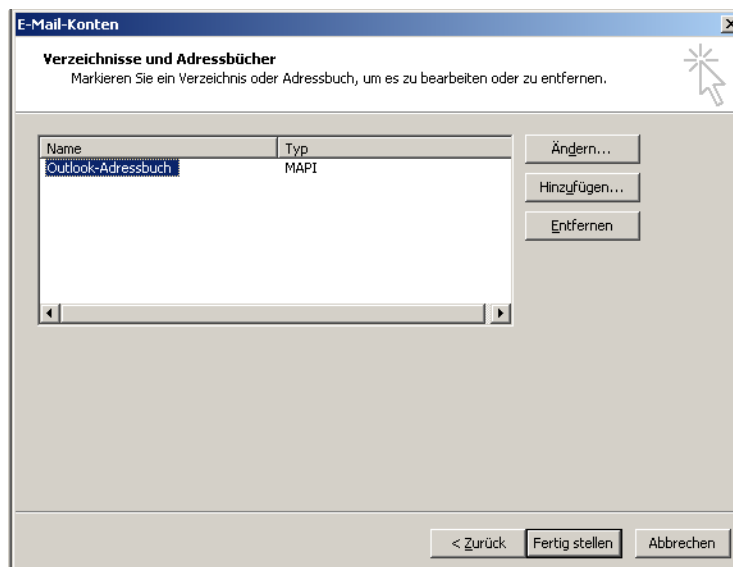 E-Mail-Konten
Verzeichnisse und Adressbücher
Markieren Sie ein Verzeichnis oder Adressbuch, um es zu bearbeiten oder zu entfernen.
Name Typ
Outlook-Adressbuch MAPI
Ändern...
Hinzufügen...
Entfernen
< Zurück Fertig stellen Abbrechen